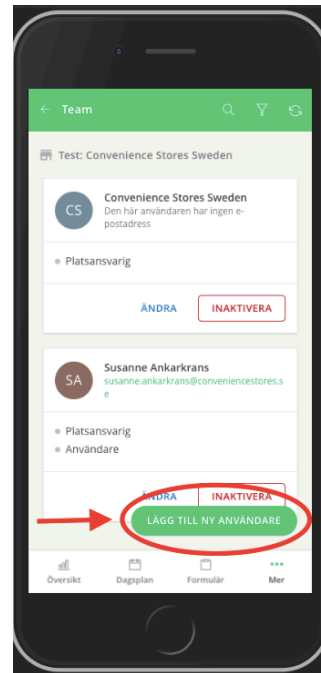 Team
Test: Convenience Stores Sweden
CS
Convenience Stores Sweden
Den här användaren har ingen e-
postadress
Platsansvarig
ÄNDRA INAKTIVERA
SA
Susanne Ankarkrans
susanne.ankarkrans@conveniencestores.s
e
Platsansvarig
Användare
ÄNDRA INAKTIVERA
LÄGG TILL NY ANVÄNDARE
Översikt Dagsplan Formulär Mer